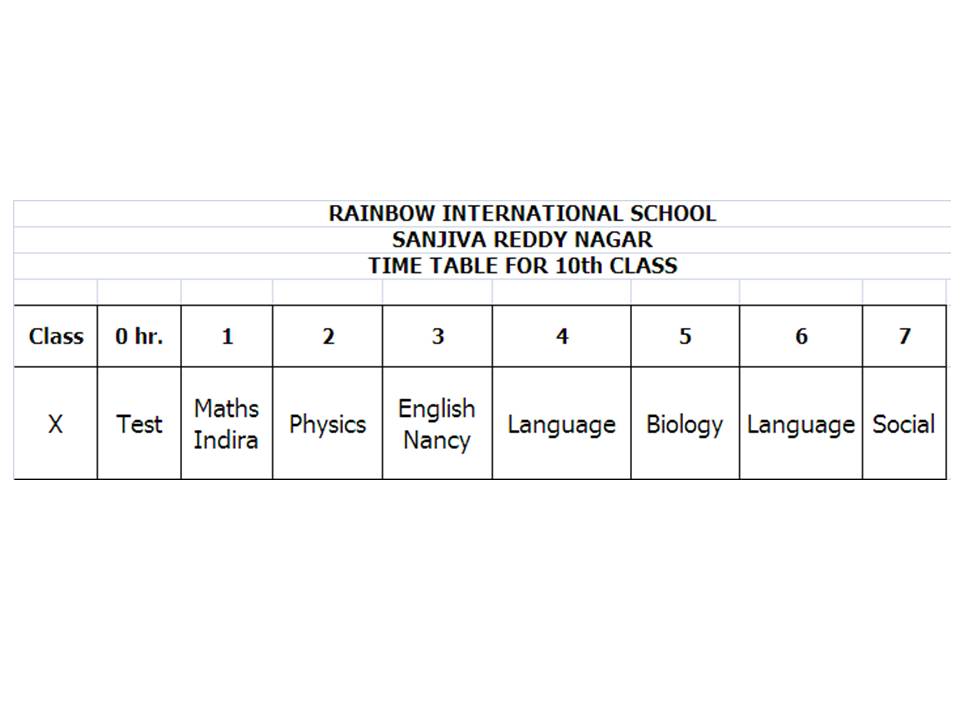 RAINBOW INTERNATIONAL SCHOOL
SANJIVA REDDY NAGAR
TIME TABLE FOR 10th CLASS
Class 0 hr. 1 2 3 4 5 6 7
X Test Maths Indira Physics English Nancy Language Biology Language Social